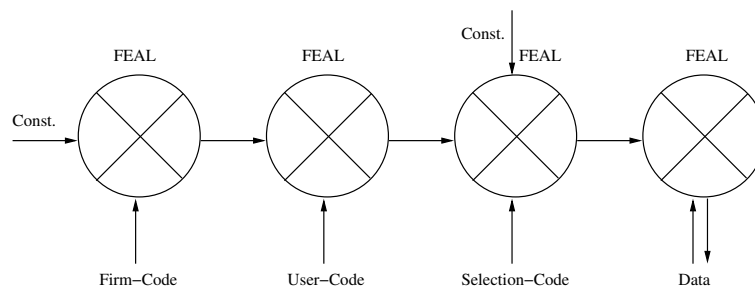 Const.
FEAL FEAL FEAL FEAL
Const.
Firm−Code User−Code Selection−Code Data